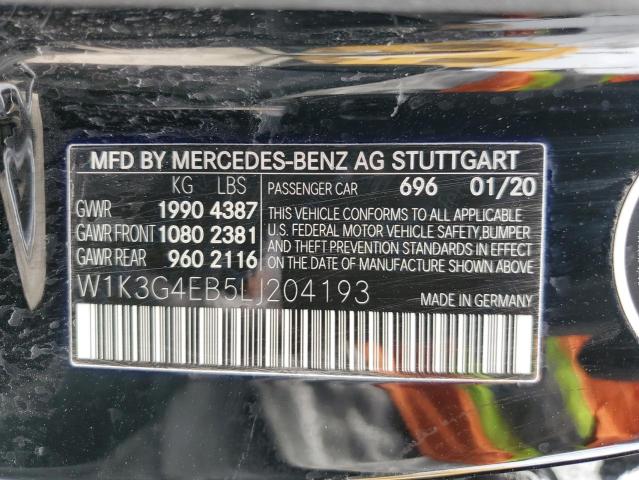 MFD BY MERCEDES-BENZ AG STUTTGART
KG LBS
GWR 1990 4387
GAWR FRONT 1080 2381
GAWR REAR 960 2116
PASSENGER CAR 696 01/20
THIS VEHICLE CONFORMS TO ALL APPLICABLE
U.S. FEDERAL MOTOR VEHICLE SAFETY,BUMPER
AND THEFT PREVENTION STANDARDS IN EFFECT
ON THE DATE OF MANUFACTURE SHOWN ABOVE.
W1K3G4EB5LJ204193
MADE IN GERMANY